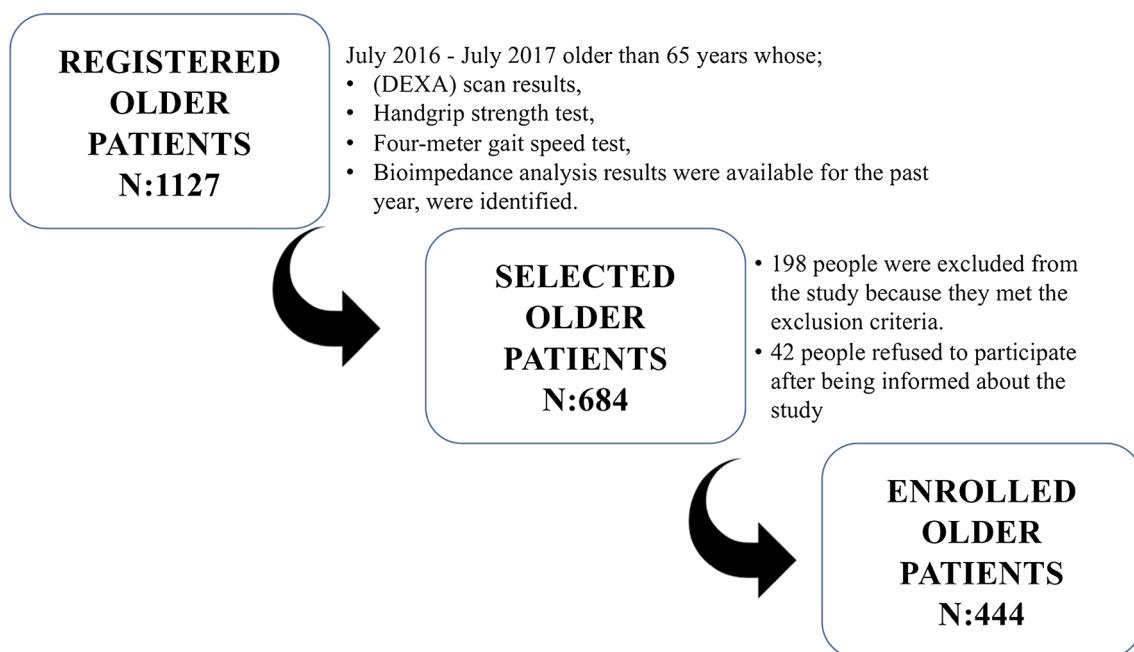 REGISTERED
OLDER
PATIENTS
N:1127
July 2016 - July 2017 older than 65 years whose;
• (DEXA) scan results,
• Handgrip strength test,
• Four-meter gait speed test,
• Bioimpedance analysis results were available for the past
year, were identified.
SELECTED
OLDER
PATIENTS
N:684
• 198 people were excluded from
the study because they met the
exclusion criteria.
• 42 people refused to participate
after being informed about the
study
ENROLLED
OLDER
PATIENTS
N:444